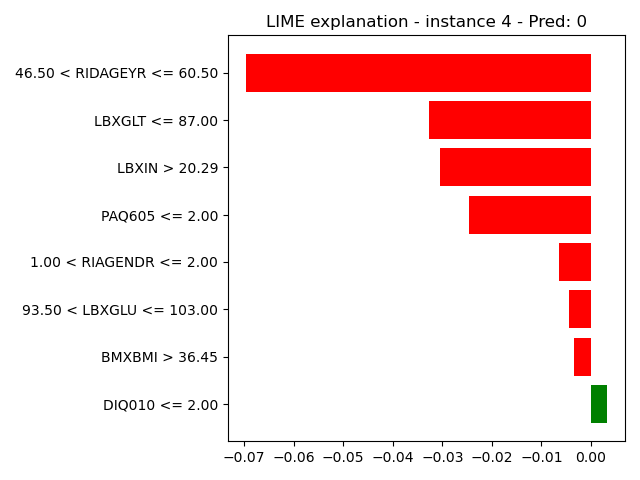 LIME explanation - instance 4 - Pred: 0
46.50 < RIDAGEYR <= 60.50
LBXGLT <= 87.00
LBXIN > 20.29
PAQ605 <= 2.00
1.00 < RIAGENDR <= 2.00
93.50 < LBXGLU <= 103.00
BMXBMI > 36.45
DIQ010 <= 2.00
−0.07 −0.06 −0.05 −0.04 −0.03 −0.02 −0.01 0.00